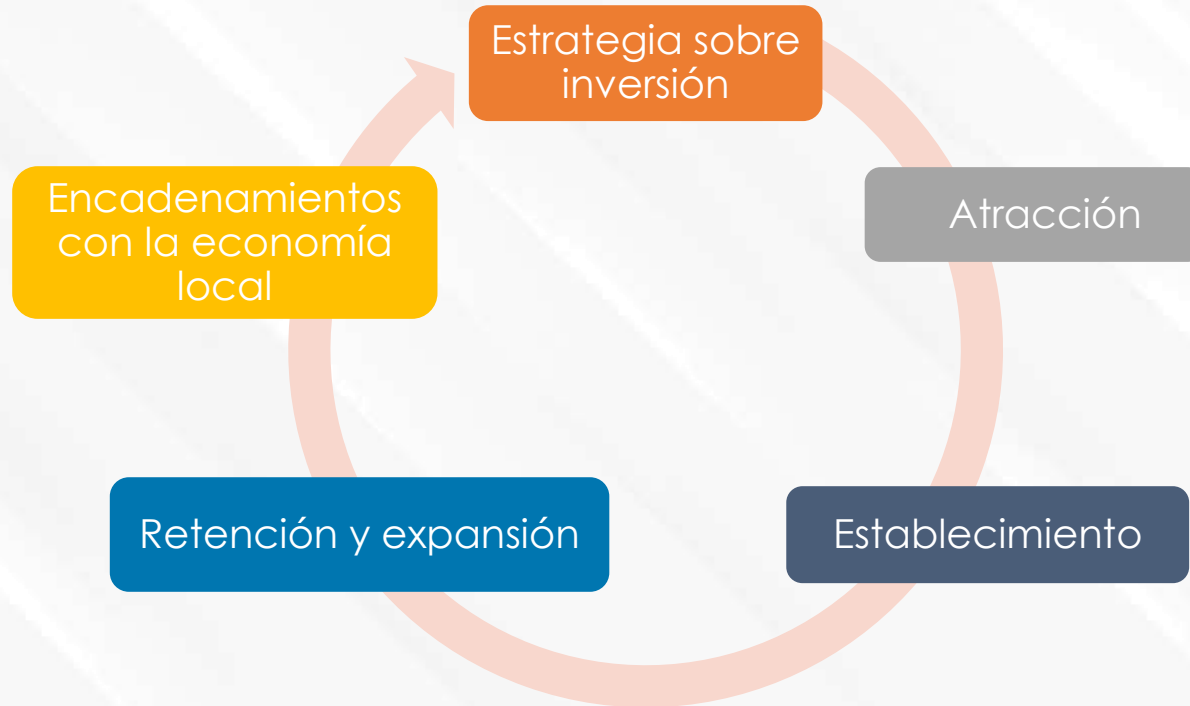 Estrategia sobre
inversión
Atracción
Establecimiento
Retención y expansión
Encadenamientos
con la economía
local